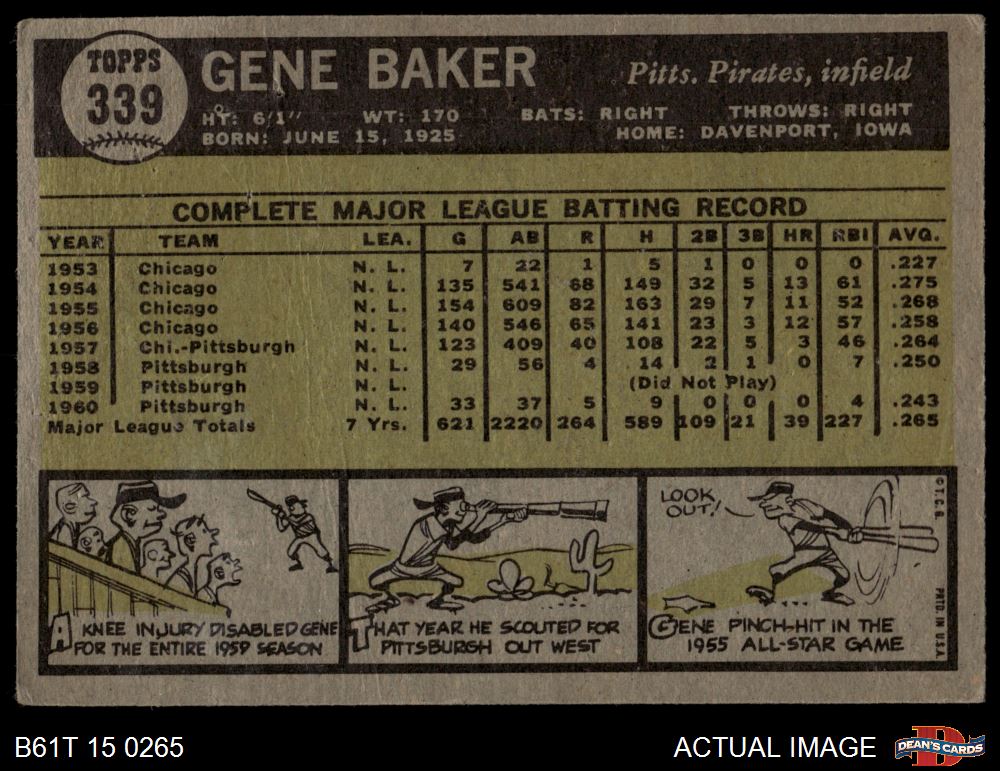 TOPPS
339
GENE BAKER
Pitts. Pirates, infield
HT: 6'1" WT: 170 BATS: RIGHT THROWS: RIGHT
BORN: JUNE 15, 1925 HOME: DAVENPORT, IOWA
COMPLETE MAJOR LEAGUE BATTING RECORD
YEAR TEAM LEA. G AB R H 2B 3B HR RBI AVG.
1953 Chicago N. L. 7 22 1 5 1 0 0 0 .227
1954 Chicago N. L. 135 541 68 149 32 5 13 61 .275
1955 Chicago N. L. 154 609 82 163 29 7 11 52 .268
1956 Chicago N. L. 140 546 65 141 23 3 12 57 .258
1957 Chi.-Pittsburgh N. L. 123 409 40 108 22 5 3 46 .264
1958 Pittsburgh N. L. 29 56 4 14 2 1 0 7 .250
1959 Pittsburgh N. L. (Did Not Play)
1960 Pittsburgh N. L. 33 37 5 9 0 0 0 4 .243
Major League Totals 7 Yrs. 621 2220 264 589 109 21 39 227 .265
A KNEE INJURY DISABLED GENE
FOR THE ENTIRE 1959 SEASON
THAT YEAR HE SCOUTED FOR
PITTSBURGH OUT WEST
LOOK
OUT!
GENE PINCH-HIT IN THE
1955 ALL-STAR GAME
© T.C.G.
PRTD. IN U.S.A.
B61T 15 0265
ACTUAL IMAGE
D
DEAN'S CARDS